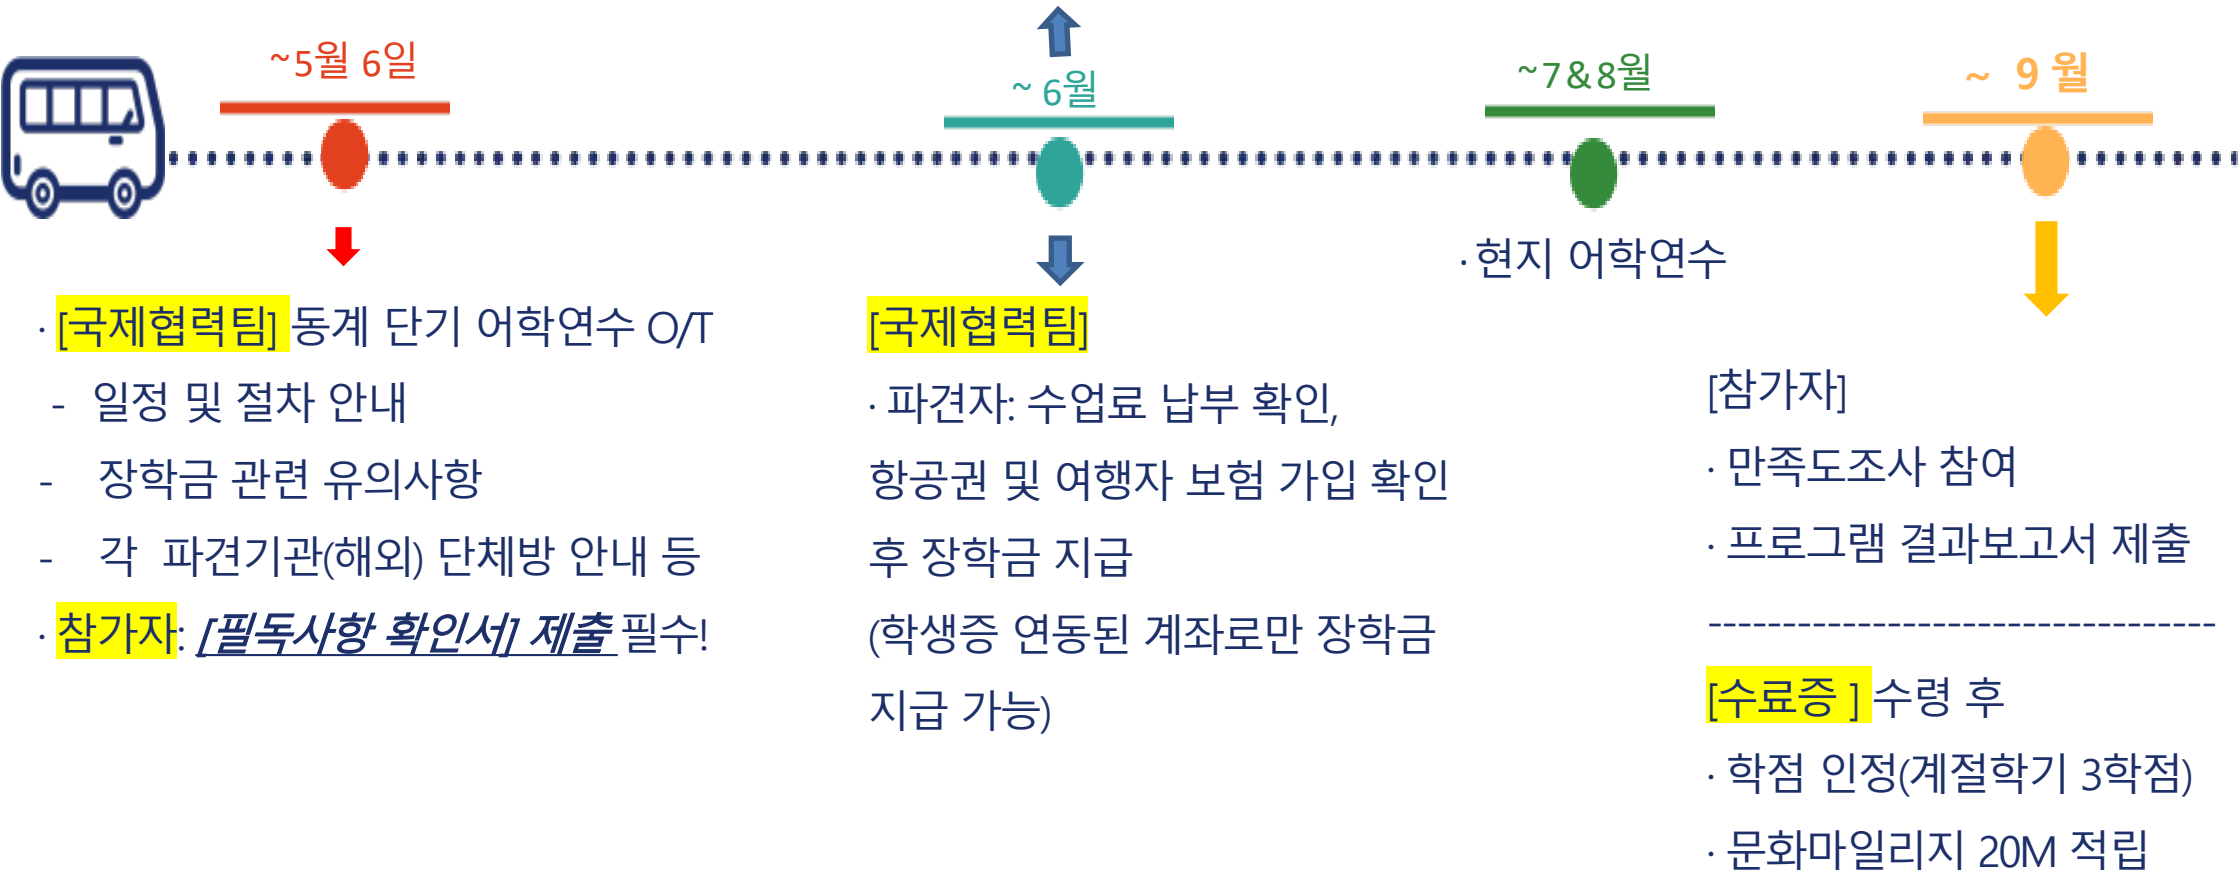 ~5월 6일
· [국제협력팀] 동계 단기 어학연수 O/T
- 일정 및 절차 안내
- 장학금 관련 유의사항
- 각 파견기관(해외) 단체방 안내 등
· 참가자: [필독사항 확인서] 제출 필수!
~ 6월
[국제협력팀]
· 파견자: 수업료 납부 확인,
항공권 및 여행자 보험 가입 확인
후 장학금 지급
(학생증 연동된 계좌로만 장학금
지급 가능)
~7&8월
· 현지 어학연수
~ 9 월
[참가자]
· 만족도조사 참여
· 프로그램 결과보고서 제출
----------------------------------
[수료증 ] 수령 후
· 학점 인정(계절학기 3학점)
· 문화마일리지 20M 적립